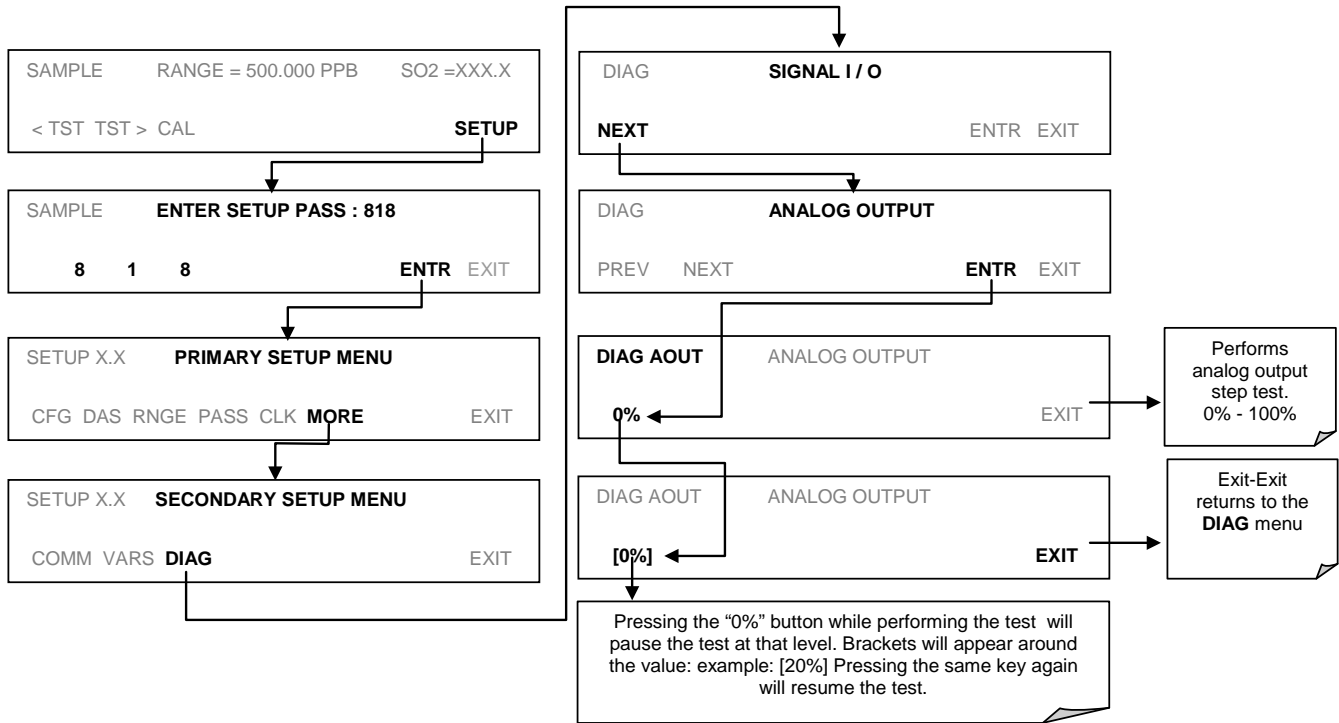 SAMPLE RANGE = 500.000 PPB SO2 =XXX.X
< TST TST > CAL SETUP
SAMPLE ENTER SETUP PASS : 818
8 1 8 ENTR EXIT
SETUP X.X PRIMARY SETUP MENU
CFG DAS RNGE PASS CLK MORE EXIT
SETUP X.X SECONDARY SETUP MENU
COMM VARS DIAG EXIT
DIAG SIGNAL I / O
NEXT ENTR EXIT
DIAG ANALOG OUTPUT
PREV NEXT ENTR EXIT
DIAG AOUT ANALOG OUTPUT
0% EXIT
Performs
analog output
step test.
0% - 100%
DIAG AOUT ANALOG OUTPUT
[0%] EXIT
Exit-Exit
returns to the
DIAG menu
Pressing the “0%” button while performing the test will
pause the test at that level. Brackets will appear around
the value: example: [20%] Pressing the same key again
will resume the test.